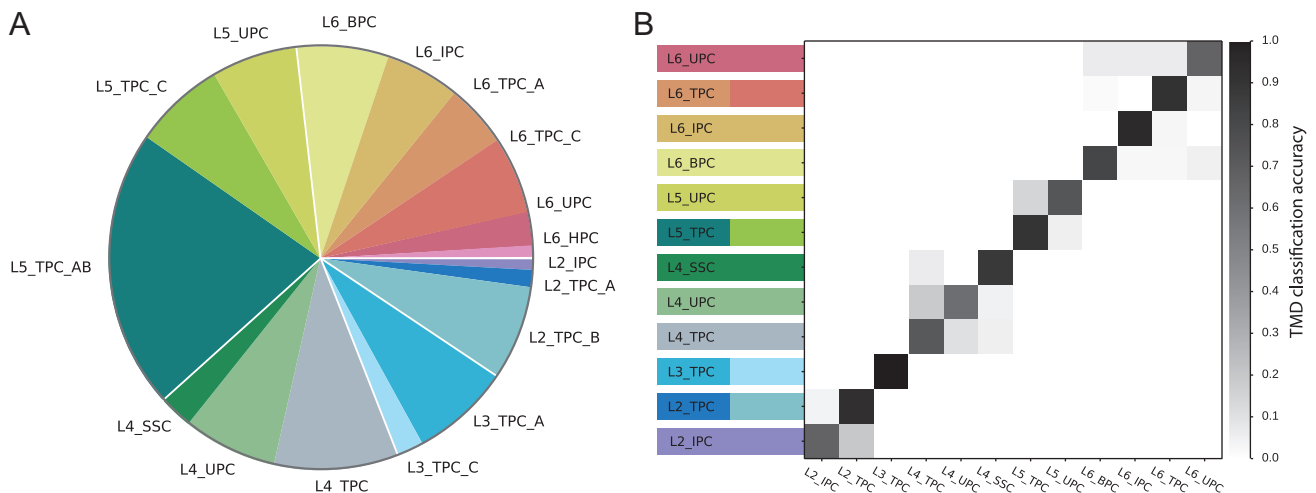 A
L6_BPC
L6_IPC
L6_TPC_A
L6_TPC_C
L6_UPC
L6_HPC
L2_IPC
L2_TPC_A
L2_TPC_B
L3_TPC_A
L3_TPC_C
L4_TPC
L4_UPC
L4_SSC
L5_TPC_AB
L5_TPC_C
L5_UPC
B
L6_UPC
L6_TPC
L6_IPC
L6_BPC
L5_UPC
L5_TPC
L4_SSC
L4_UPC
L4_TPC
L3_TPC
L2_TPC
L2_IPC
L2_IPC
L2_TPC
L3_TPC
L4_TPC
L4_UPC
L4_SSC
L5_TPC
L5_UPC
L6_BPC
L6_IPC
L6_TPC
L6_UPC
1.0
0.9
0.8
0.7
0.6
0.5
0.4
0.3
0.2
0.1
0.0
TMD classification accuracy